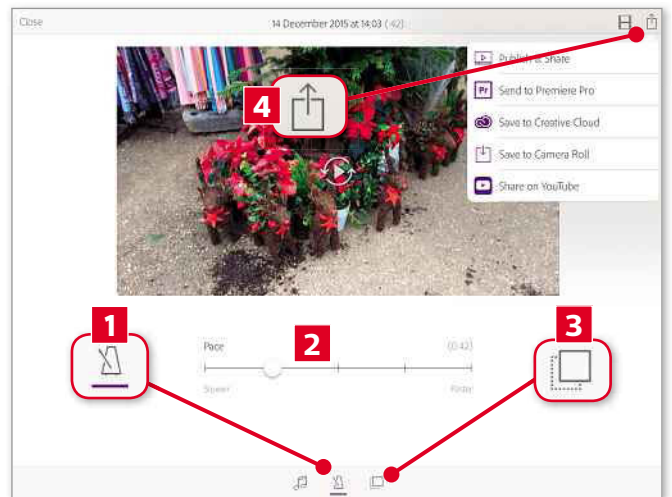 Close
14 December 2015 at 14:03 (:42)
Publish & Share
4
Pr Send to Premiere Pro
Save to Creative Cloud
Save to Camera Roll
Share on YouTube
1
Pace
2
(0:42)
3
Slower
Faster